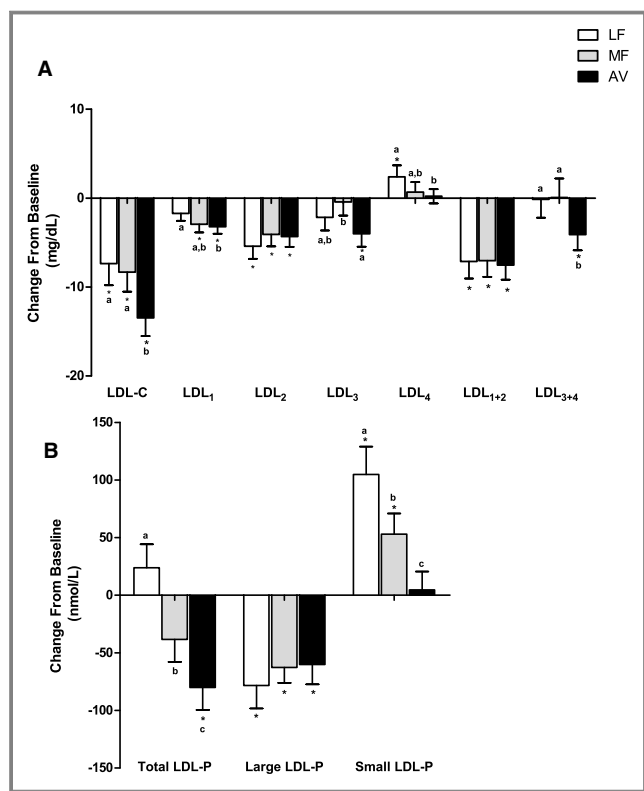 LF
MF
AV
A
Change From Baseline
(mg/dL)
10
0
-10
-20
a
*
a,b
b
a
a
a
*
a,b
*
b
*
*
*
a,b
b
*
a
*
a
*
a
*
b
*
*
*
*
b
LDL-C LDL1 LDL2 LDL3 LDL4 LDL1+2 LDL3+4
B
Change From Baseline
(nmol/L)
150
100
50
0
-50
-100
-150
a
b
*
c
*
*
*
a
*
b
*
c
Total LDL-P Large LDL-P Small LDL-P